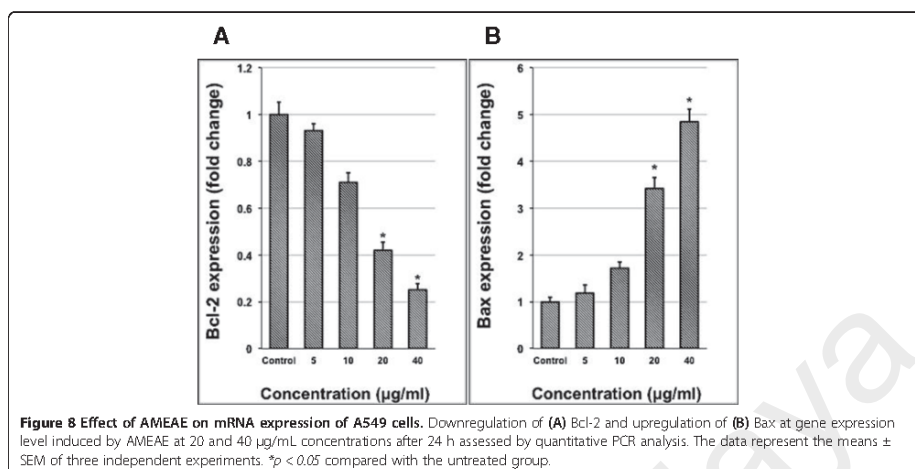 A
B
Bcl-2 expression (fold change)
1.2
1
0.8
0.6
0.4
0.2
0
*
*
Control 5 10 20 40
Concentration (µg/ml)
Bax expression (fold change)
6
5
4
3
2
1
0
*
*
Control 5 10 20 40
Concentration (µg/ml)
Figure 8 Effect of AMEAE on mRNA expression of A549 cells. Downregulation of (A) Bcl-2 and upregulation of (B) Bax at gene expression
level induced by AMEAE at 20 and 40 µg/mL concentrations after 24 h assessed by quantitative PCR analysis. The data represent the means ±
SEM of three independent experiments. *p < 0.05 compared with the untreated group.